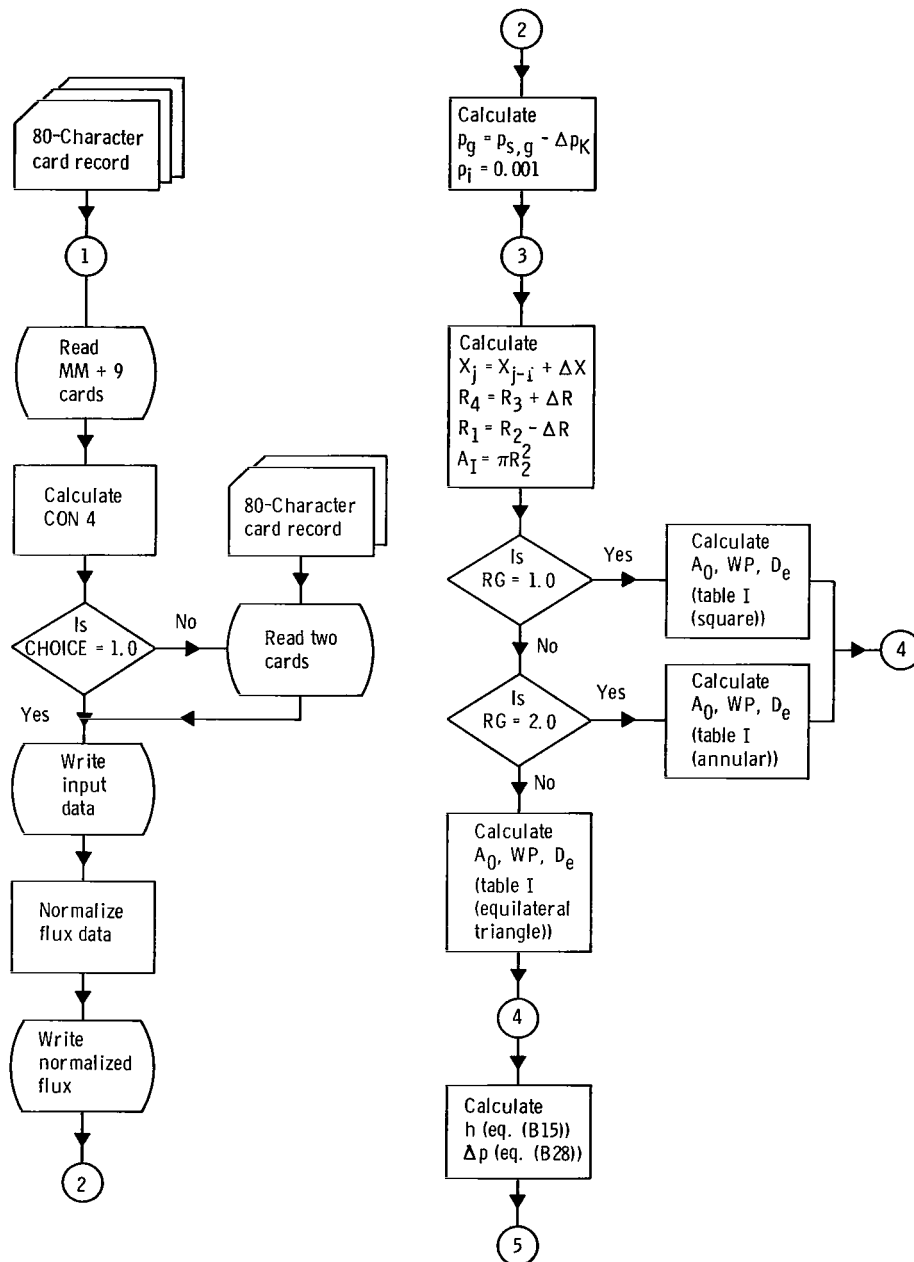 80-Character
card record
1
Read
MM + 9
cards
Calculate
CON 4
80-Character
card record
Is
CHOICE = 1.0
No
Read two
cards
Yes
Write
input
data
Normalize
flux data
Write
normalized
flux
2
2
Calculate
p_g = p_{s,g} - Δp_K
ρ_i = 0.001
3
Calculate
X_j = X_{j-i} + ΔX
R_4 = R_3 + ΔR
R_1 = R_2 - ΔR
A_I = πR_2^2
Is
RG = 1.0
Yes
Calculate
A_0, WP, D_e
(table I
(square))
No
4
Is
RG = 2.0
Yes
Calculate
A_0, WP, D_e
(table I
(annular))
No
Calculate
A_0, WP, D_e
(table I
(equilateral
triangle))
4
Calculate
h (eq. (B15))
Δp (eq. (B28))
5